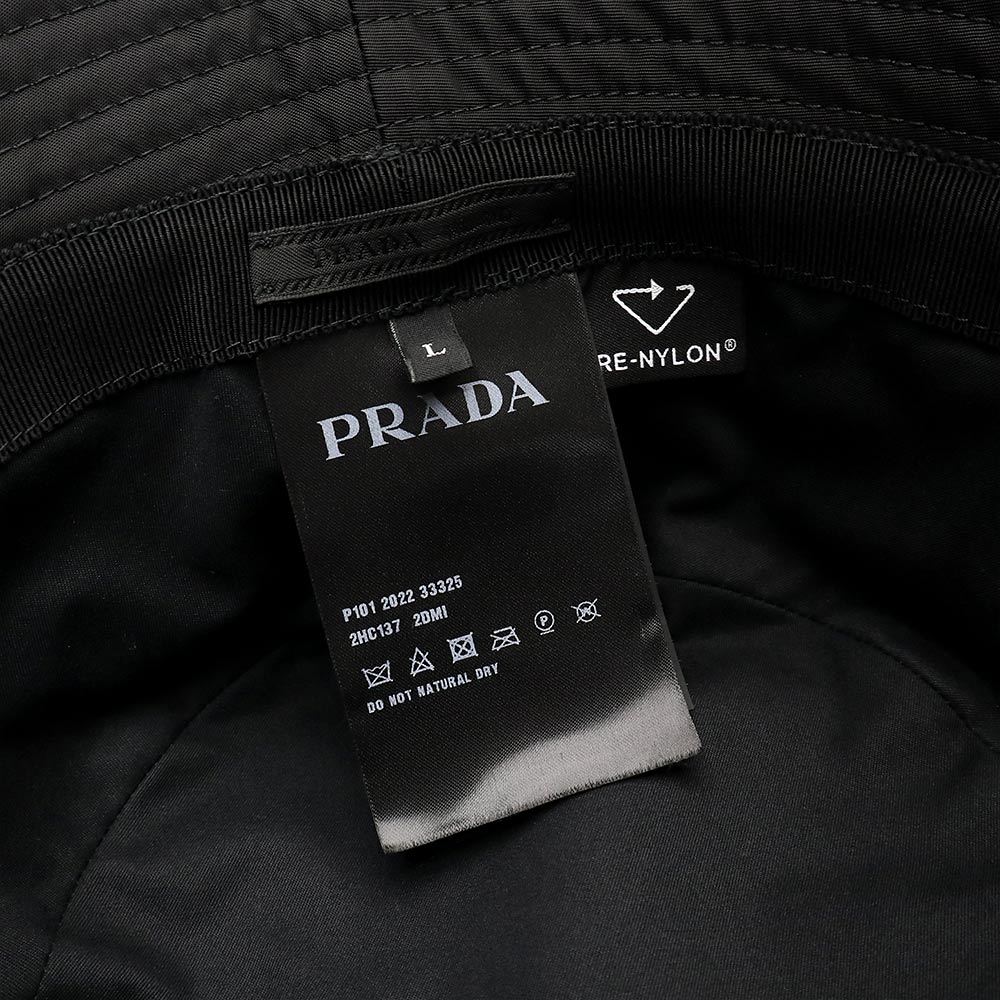 PRADA
L
RE-NYLON®
PRADA
P101 2022 33325
2HC137 2DMI
P
W
DO NOT NATURAL DRY